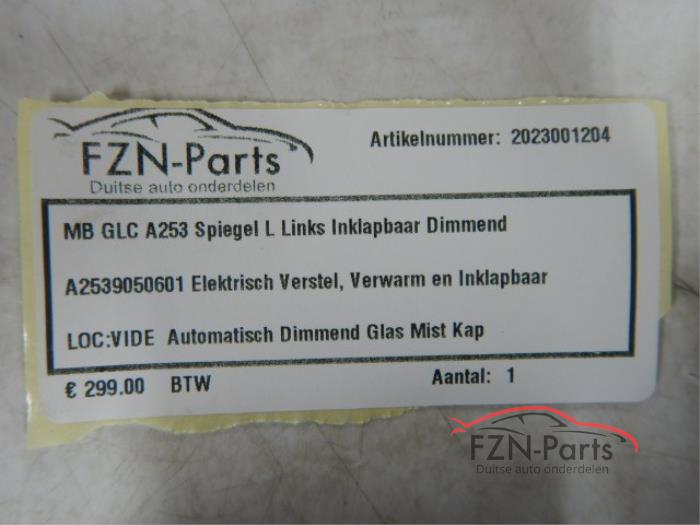 FZN-Parts
Duitse auto onderdelen
Artikelnummer: 2023001204
MB GLC A253 Spiegel L Links Inklapbaar Dimmend
A2539050601 Elektrisch Verstel, Verwarm en Inklapbaar
LOC:VIDE Automatisch Dimmend Glas Mist Kap
€ 299.00 BTW
Aantal: 1
FZN-Parts
Duitse auto onderdelen